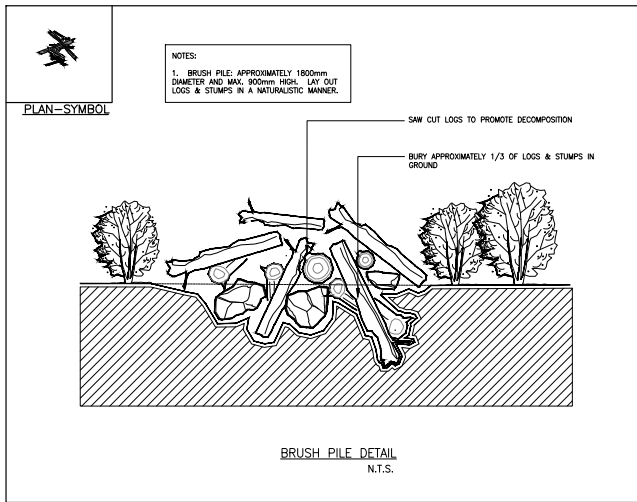 PLAN-SYMBOL
NOTES:
1. BRUSH PILE: APPROXIMATELY 1800mm
DIAMETER AND MAX. 900mm HIGH. LAY OUT
LOGS & STUMPS IN A NATURALISTIC MANNER.
SAW CUT LOGS TO PROMOTE DECOMPOSITION
BURY APPROXIMATELY 1/3 OF LOGS & STUMPS IN
GROUND
BRUSH PILE DETAIL
N.T.S.